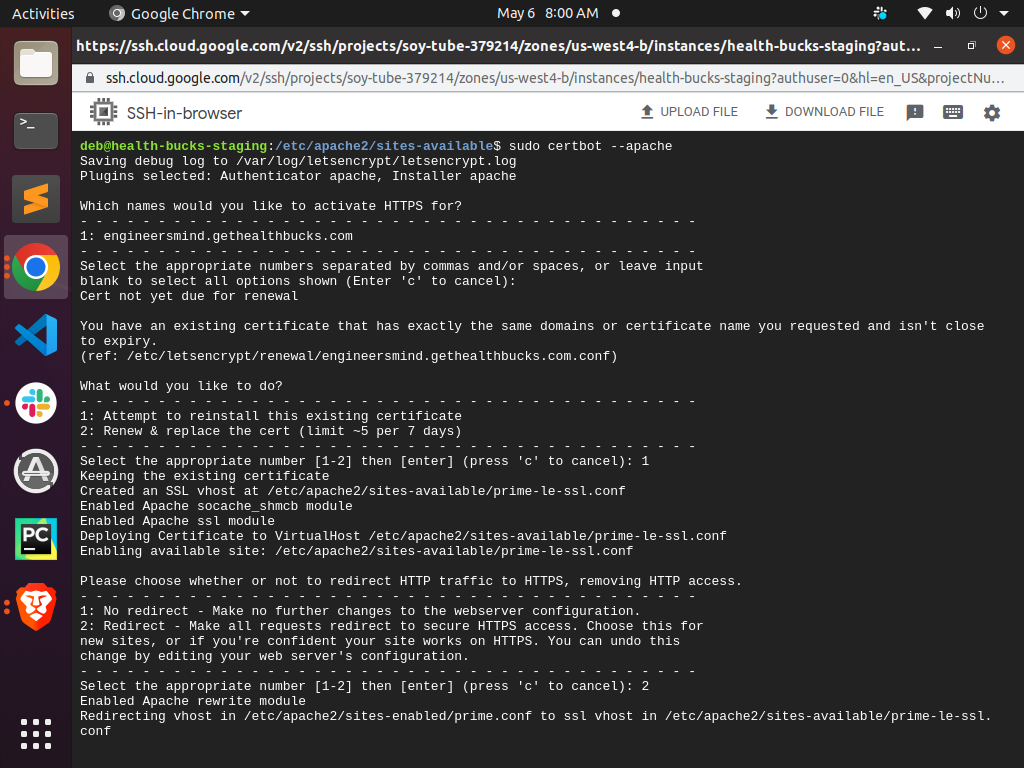 Activities
Google Chrome
May 6 8:00 AM
https://ssh.cloud.google.com/v2/ssh/projects/soy-tube-379214/zones/us-west4-b/instances/health-bucks-staging?aut...
ssh.cloud.google.com/v2/ssh/projects/soy-tube-379214/zones/us-west4-b/instances/health-bucks-staging?authuser=0&hl=en_US&projectNu...
SSH-in-browser
UPLOAD FILE
DOWNLOAD FILE
deb@health-bucks-staging:/etc/apache2/sites-available$ sudo certbot --apache
Saving debug log to /var/log/letsencrypt/letsencrypt.log
Plugins selected: Authenticator apache, Installer apache
Which names would you like to activate HTTPS for?
- - - - - - - - - - - - - - - - - - - - - - - - - - - - - - - - - - - - - - - -
1: engineersmind.gethealthbucks.com
- - - - - - - - - - - - - - - - - - - - - - - - - - - - - - - - - - - - - - - -
Select the appropriate numbers separated by commas and/or spaces, or leave input
blank to select all options shown (Enter 'c' to cancel):
Cert not yet due for renewal
You have an existing certificate that has exactly the same domains or certificate name you requested and isn't close
to expiry.
(ref: /etc/letsencrypt/renewal/engineersmind.gethealthbucks.com.conf)
What would you like to do?
- - - - - - - - - - - - - - - - - - - - - - - - - - - - - - - - - - - - - - - -
1: Attempt to reinstall this existing certificate
2: Renew & replace the cert (limit ~5 per 7 days)
- - - - - - - - - - - - - - - - - - - - - - - - - - - - - - - - - - - - - - - -
Select the appropriate number [1-2] then [enter] (press 'c' to cancel): 1
Keeping the existing certificate
Created an SSL vhost at /etc/apache2/sites-available/prime-le-ssl.conf
Enabled Apache socache_shmcb module
Enabled Apache ssl module
Deploying Certificate to VirtualHost /etc/apache2/sites-available/prime-le-ssl.conf
Enabling available site: /etc/apache2/sites-available/prime-le-ssl.conf
Please choose whether or not to redirect HTTP traffic to HTTPS, removing HTTP access.
- - - - - - - - - - - - - - - - - - - - - - - - - - - - - - - - - - - - - - - -
1: No redirect - Make no further changes to the webserver configuration.
2: Redirect - Make all requests redirect to secure HTTPS access. Choose this for
new sites, or if you're confident your site works on HTTPS. You can undo this
change by editing your web server's configuration.
- - - - - - - - - - - - - - - - - - - - - - - - - - - - - - - - - - - - - - - -
Select the appropriate number [1-2] then [enter] (press 'c' to cancel): 2
Enabled Apache rewrite module
Redirecting vhost in /etc/apache2/sites-enabled/prime.conf to ssl vhost in /etc/apache2/sites-available/prime-le-ssl.
conf
>_
PC